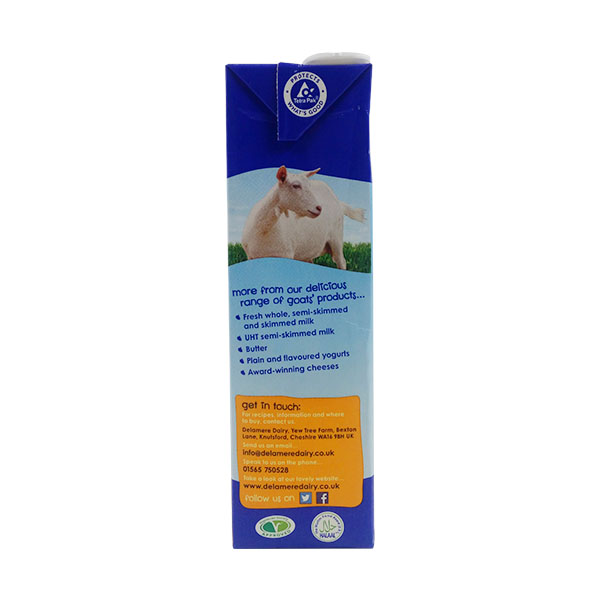 PROTECTS
Tetra Pak
WHAT'S GOOD
more from our delicious
range of goats' products...
Fresh whole, semi-skimmed
and skimmed milk
UHT semi-skimmed milk
Butter
Plain and flavoured yogurts
Award-winning cheeses
get in touch:
For recipes, information and where
to buy, contact us
Delamere Dairy, Yew Tree Farm, Bexton
Lane, Knutsford, Cheshire WA16 9BH UK
Send us an email...
info@delameredairy.co.uk
Speak to us on the phone...
01565 750528
Take a look at our lovely website...
www.delameredairy.co.uk
follow us on
APPROVED
حلال
HALAAL